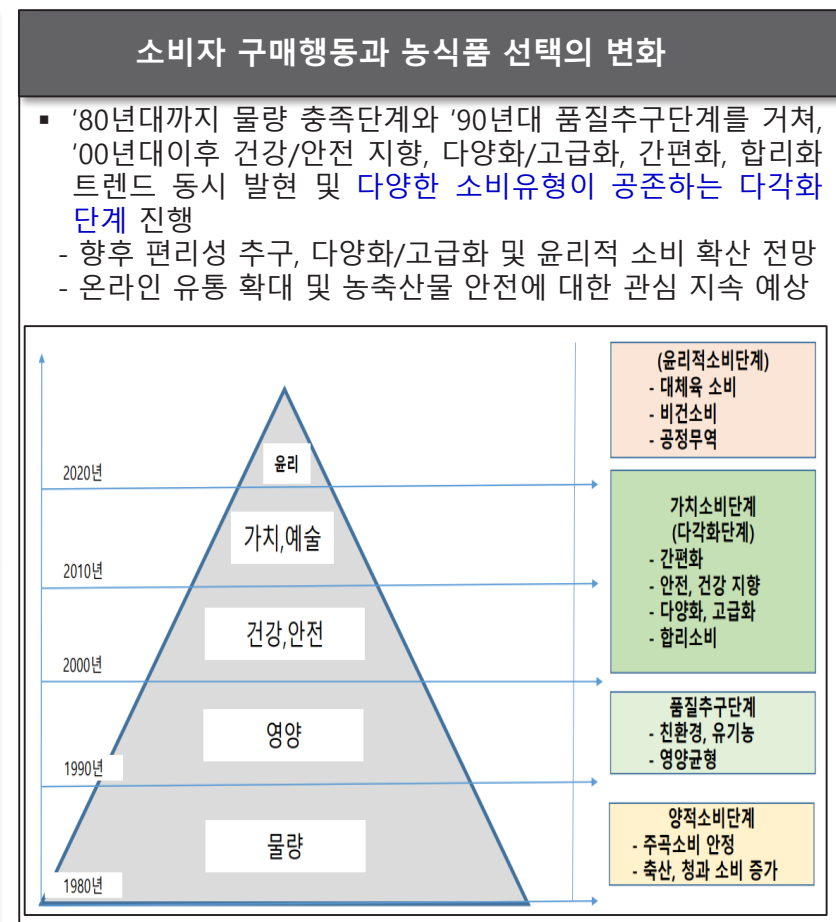 소비자 구매행동과 농식품 선택의 변화
▪ ‘80년대까지 물량 충족단계와 ‘90년대 품질추구단계를 거쳐,
‘00년대이후 건강/안전 지향, 다양화/고급화, 간편화, 합리화
트렌드 동시 발현 및 다양한 소비유형이 공존하는 다각화
단계 진행
- 향후 편리성 추구, 다양화/고급화 및 윤리적 소비 확산 전망
- 온라인 유통 확대 및 농축산물 안전에 대한 관심 지속 예상
2020년
2010년
2000년
1990년
1980년
윤리
가치,예술
건강,안전
영양
물량
(윤리적소비단계)
- 대체육 소비
- 비건소비
- 공정무역
가치소비단계
(다각화단계)
- 간편화
- 안전, 건강 지향
- 다양화, 고급화
- 합리소비
품질추구단계
- 친환경, 유기농
- 영양균형
양적소비단계
- 주곡소비 안정
- 축산, 청과 소비 증가